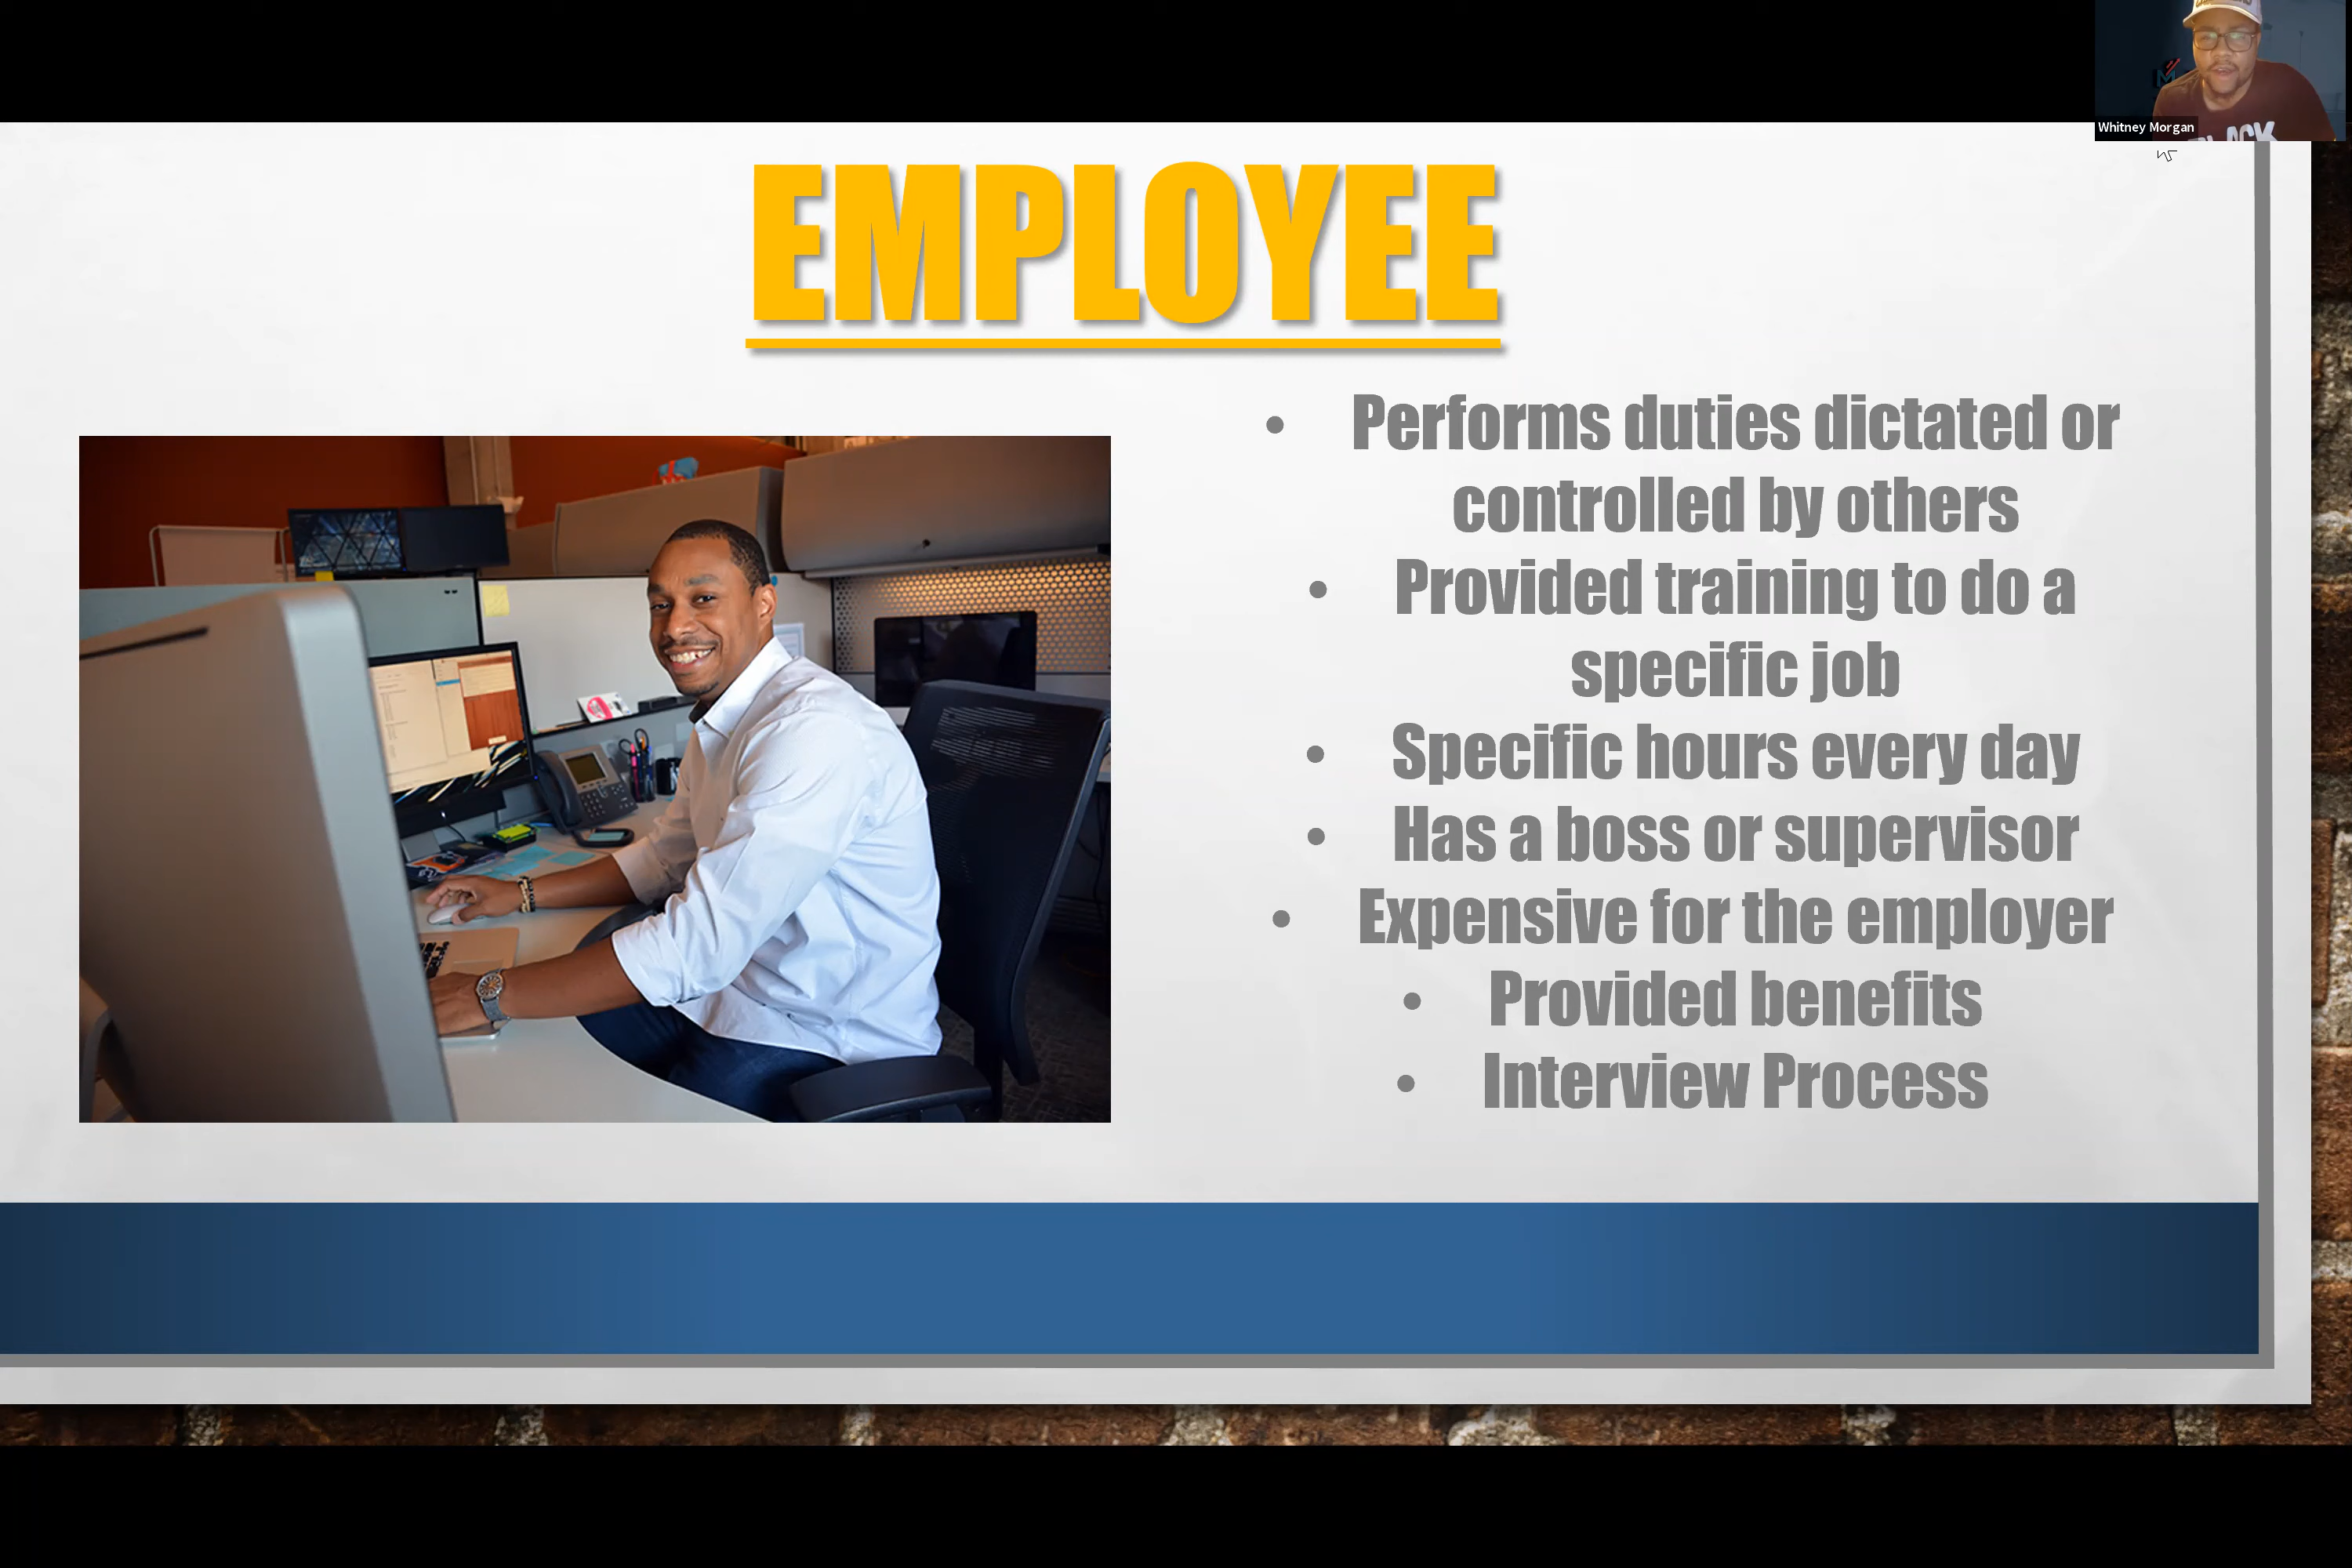 Whitney Morgan
EMPLOYEE
• Performs duties dictated or
controlled by others
• Provided training to do a
specific job
• Specific hours every day
• Has a boss or supervisor
• Expensive for the employer
• Provided benefits
• Interview Process